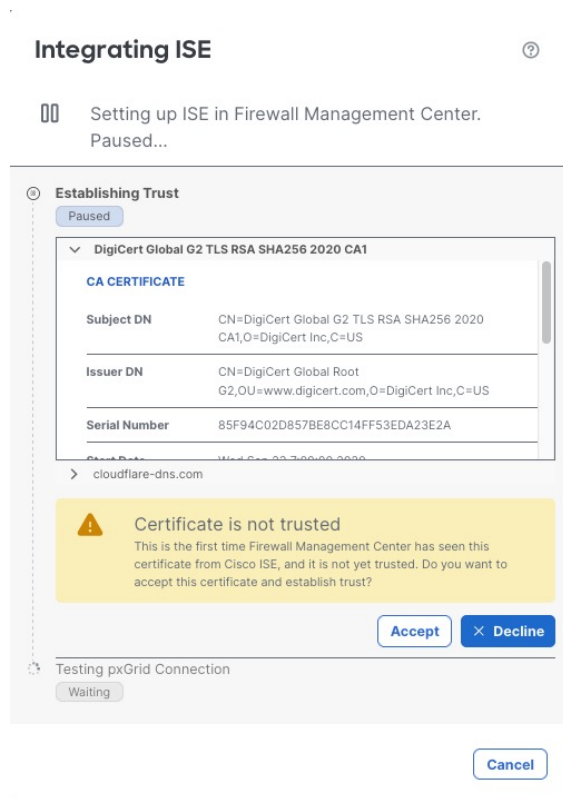 Integrating ISE
Setting up ISE in Firewall Management Center.
Paused...
Establishing Trust
Paused
DigiCert Global G2 TLS RSA SHA256 2020 CA1
CA CERTIFICATE
Subject DN CN=DigiCert Global G2 TLS RSA SHA256 2020
CA1,O=DigiCert Inc,C=US
Issuer DN CN=DigiCert Global Root
G2,OU=www.digicert.com,O=DigiCert Inc,C=US
Serial Number 85F94C02D857BE8CC14FF53EDA23E2A
cloudflare-dns.com
Certificate is not trusted
This is the first time Firewall Management Center has seen this
certificate from Cisco ISE, and it is not yet trusted. Do you want to
accept this certificate and establish trust?
Accept × Decline
Testing pxGrid Connection
Waiting
Cancel